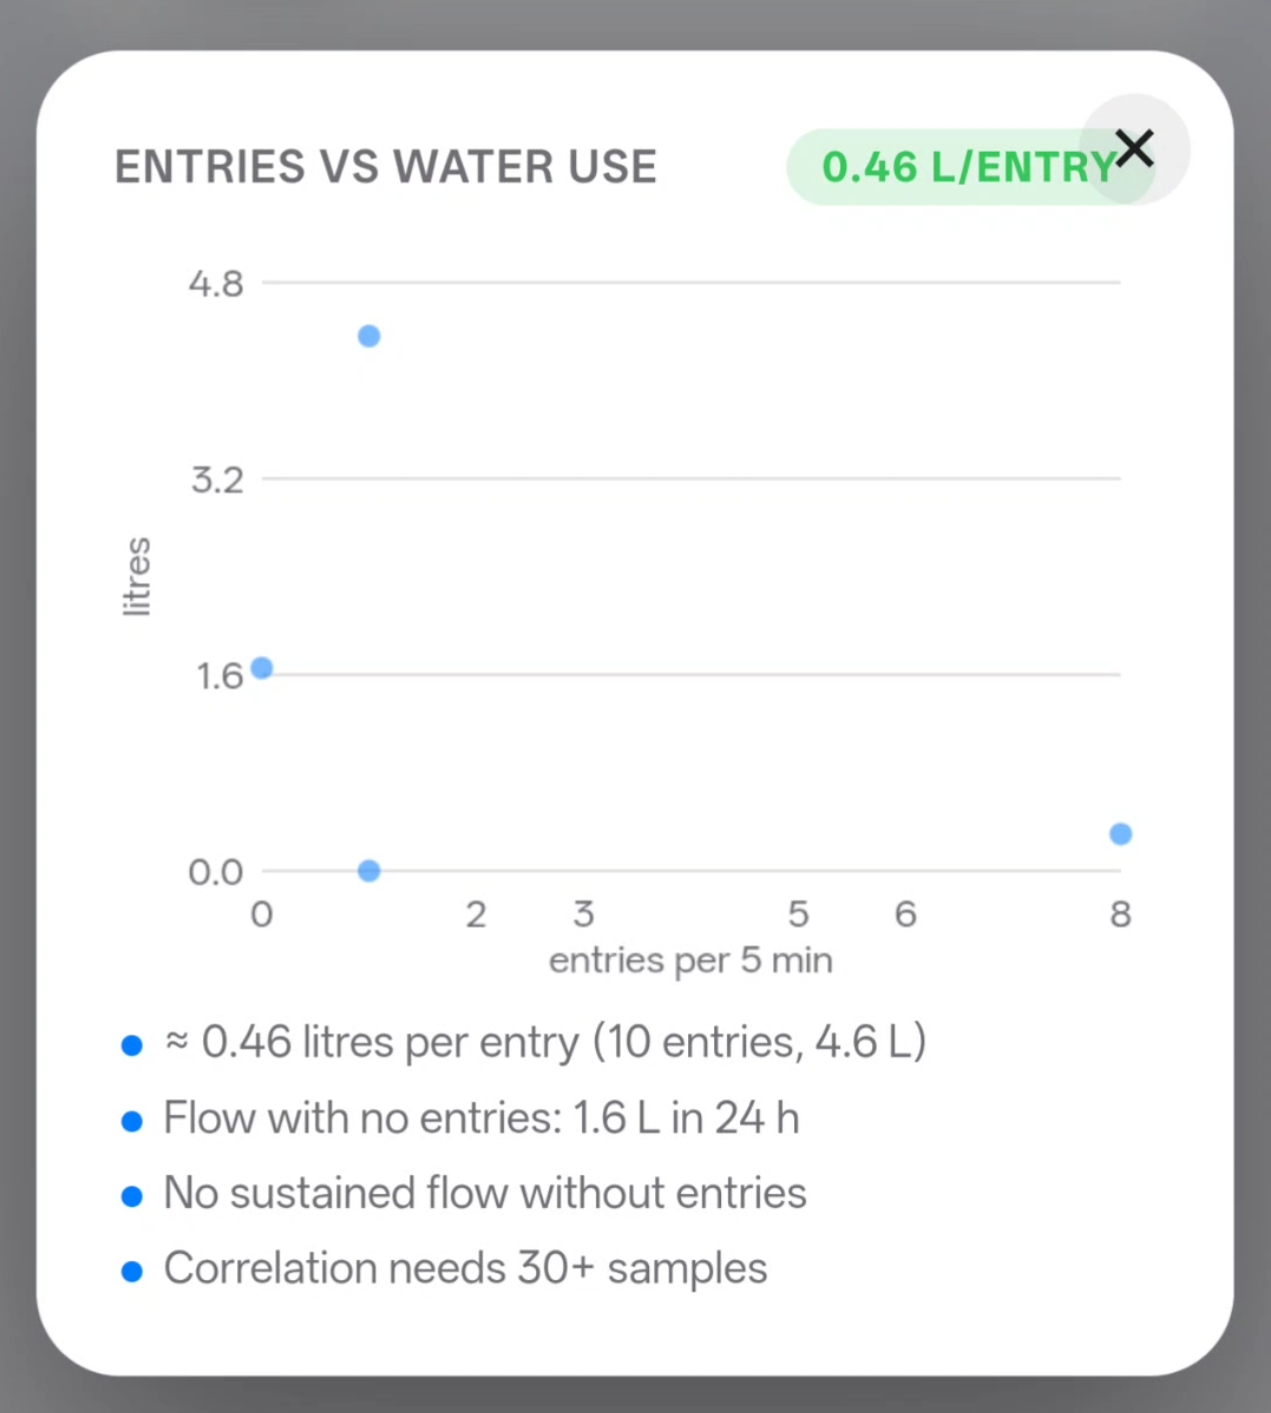 ENTRIES VS WATER USE
0.46 L/ENTRY
4.8
3.2
litres
1.6
0.0
0 2 3 5 6 8
entries per 5 min
≈ 0.46 litres per entry (10 entries, 4.6 L)
Flow with no entries: 1.6 L in 24 h
No sustained flow without entries
Correlation needs 30+ samples